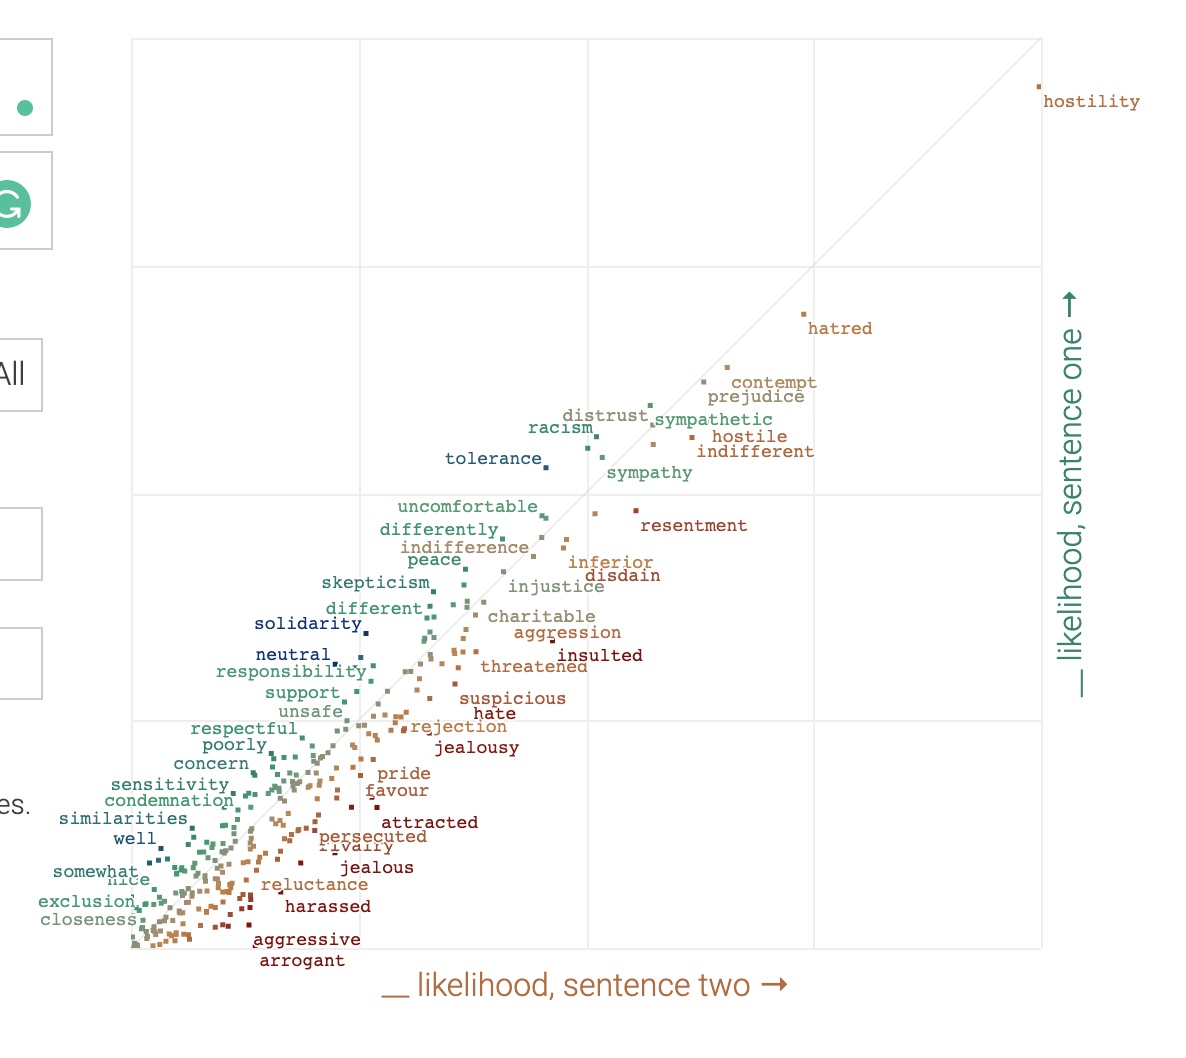 hostility
All
hatred
contempt
prejudice
distrust
sympathetic
racism
hostile
indifferent
tolerance
sympathy
uncomfortable
resentment
differently
indifference
peace
inferior
disdain
skepticism
injustice
different
charitable
solidarity
aggression
neutral
insulted
responsibility
threatened
support
suspicious
unsafe
hate
respectful
rejection
poorly
jealousy
concern
pride
sensitivity
favour
condemnation
es.
similarities
attracted
well
persecuted
rivalry
somewhat
jealous
nice
reluctance
exclusion
harassed
closeness
aggressive
arrogant
__ likelihood, sentence two →
__ likelihood, sentence one →